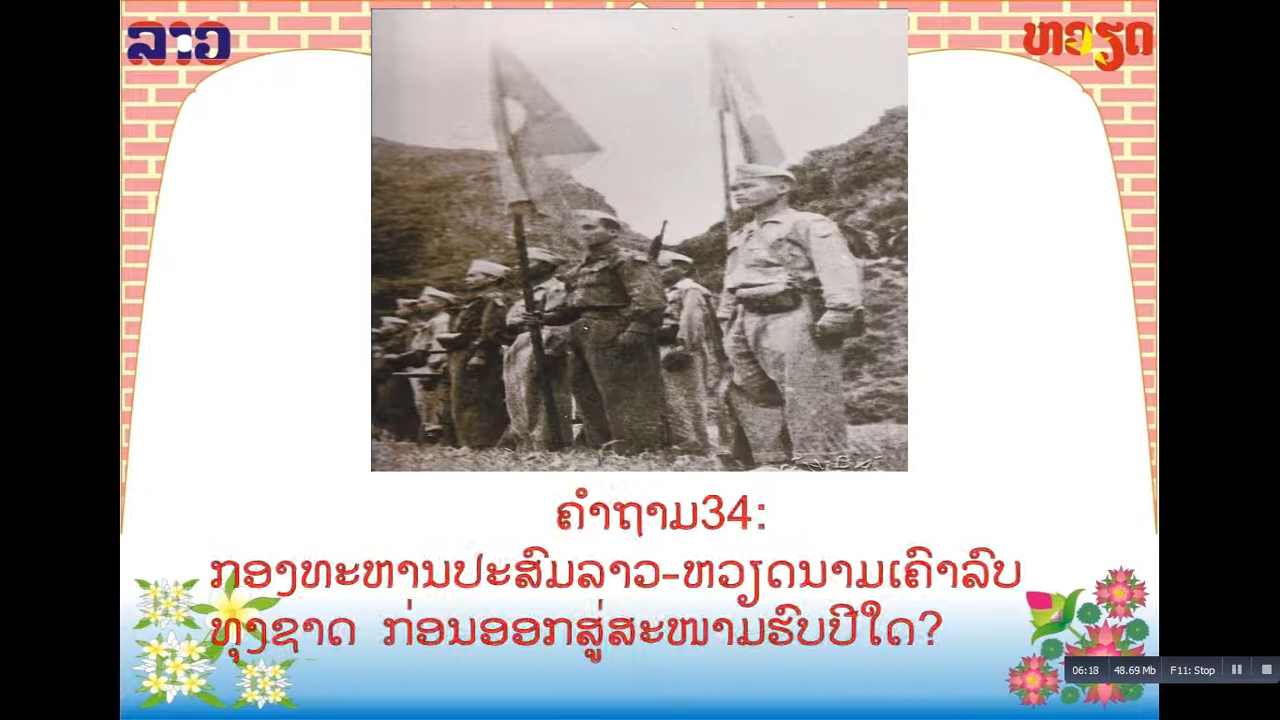 ລາວ
ຫວຽດ
ຄຳຖາມ34:
ກອງທະຫານປະສົມລາວ-ຫວຽດນາມເຄົາລົບ
ທຸງຊາດ ກ່ອນອອກສູ່ສະໜາມຮົບປີໃດ?
06:18 48.69 Mb F11: Stop